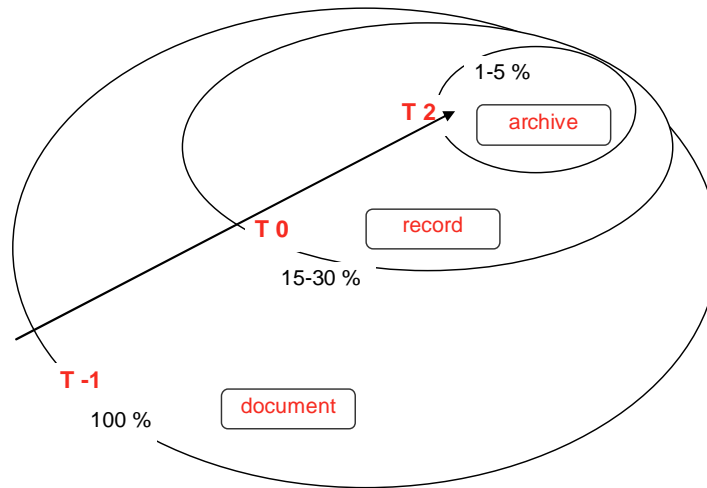 1-5 %
T 2
archive
record
T 0
15-30 %
T -1
document
100 %